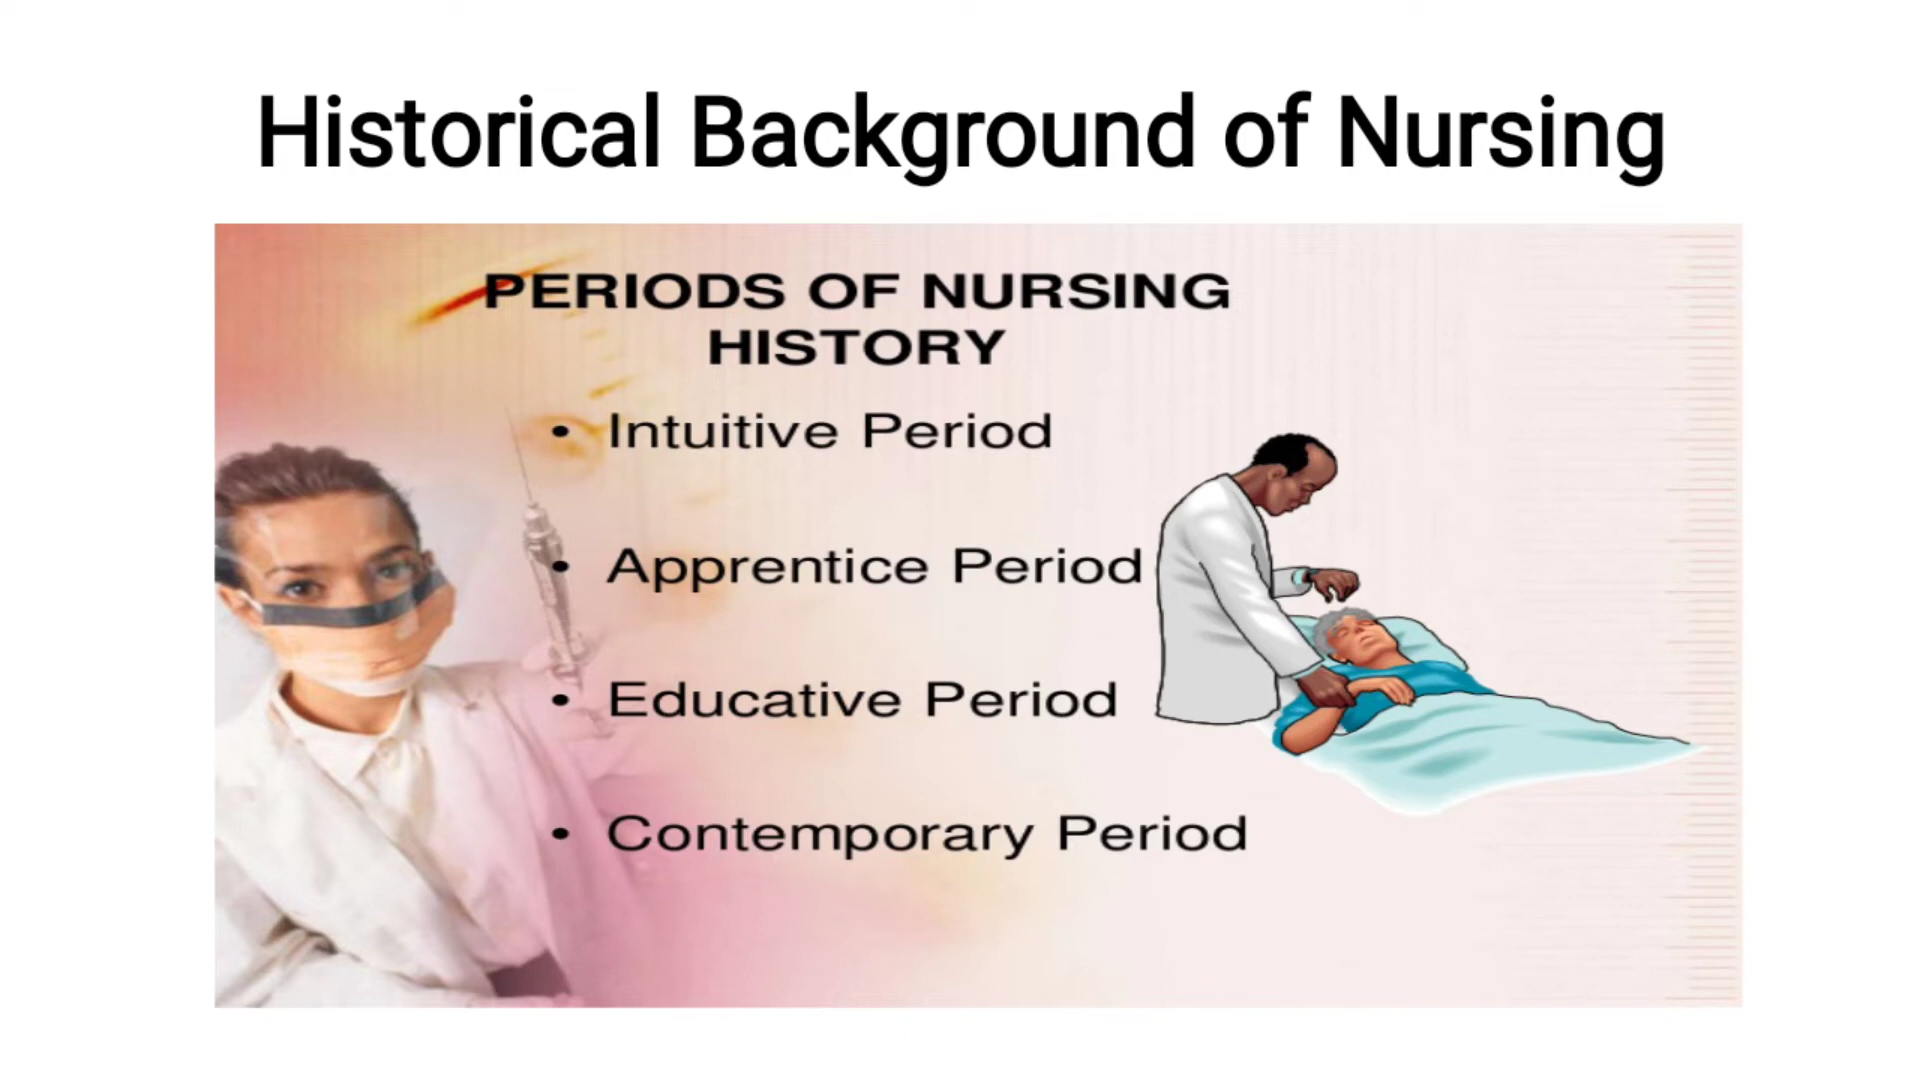 Historical Background of Nursing
PERIODS OF NURSING
HISTORY
• Intuitive Period
• Apprentice Period
• Educative Period
• Contemporary Period